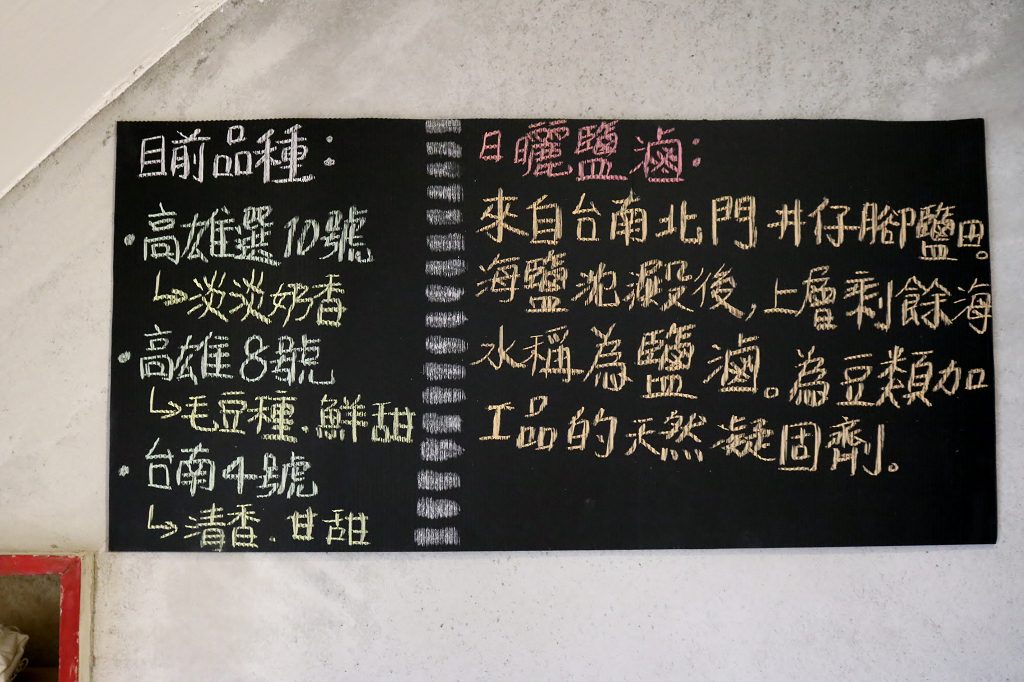 目前品種：
·高雄選10號
↳淡淡奶香
·高雄8號
↳毛豆種.鮮甜
·台南4號
↳清香.甘甜
日曬鹽滷：
來自台南北門井仔腳鹽田。
海鹽沈澱後,上層剩餘海
水稱為鹽滷。為豆類加
工品的天然凝固劑。